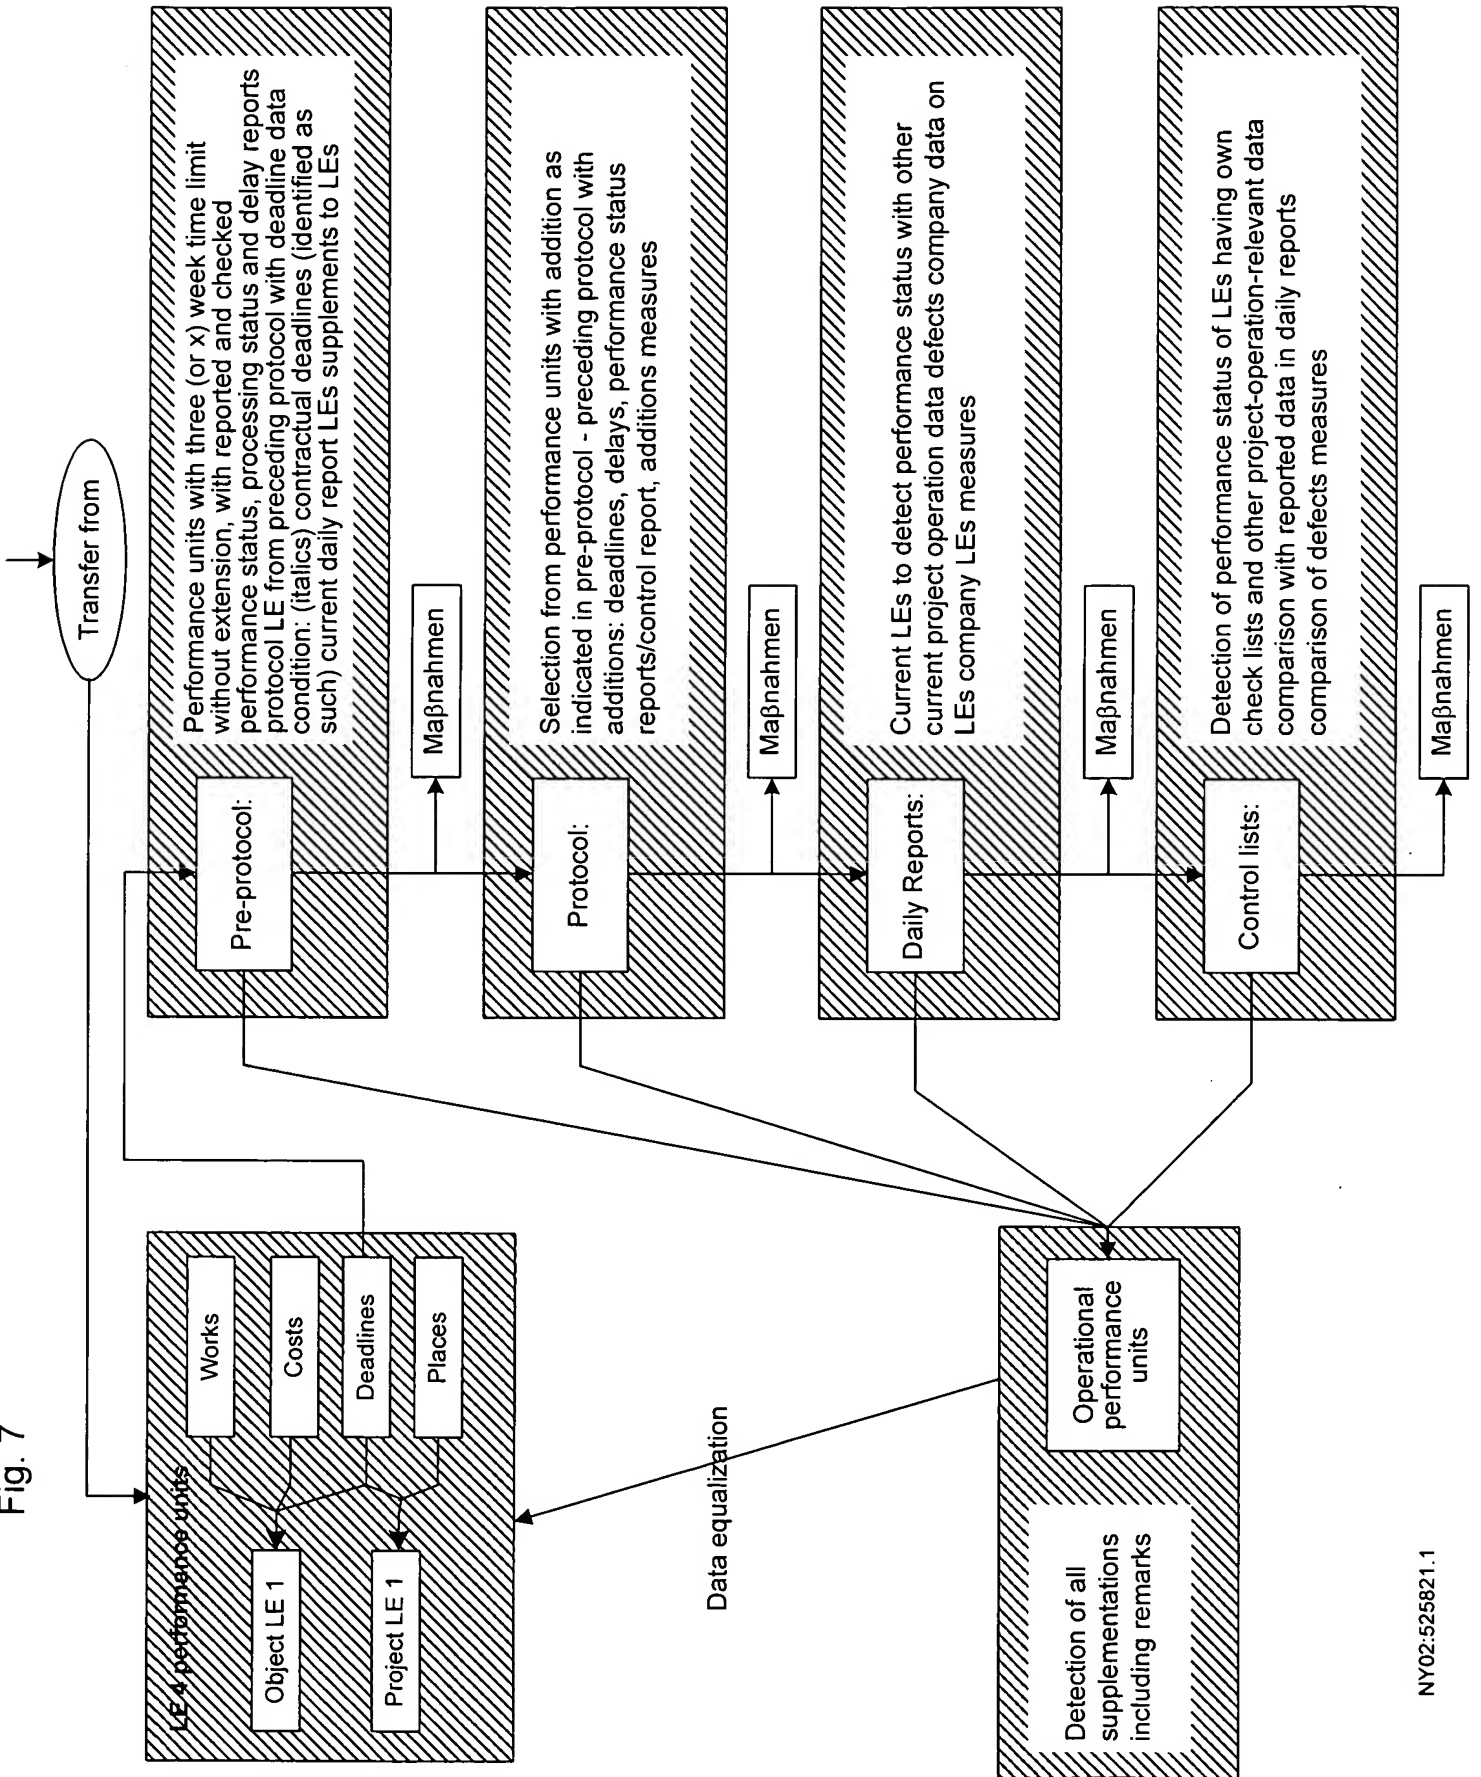 Fig. 7
LE 4 performance units
Object LE 1
Project LE 1
Works
Costs
Deadlines
Places
Transfer from
Pre-protocol:
Performance units with three (or x) week time limit
without extension, with reported and checked
performance status, processing status and delay reports
protocol LE from preceding protocol with deadline data
condition: (italics) contractual deadlines (identified as
such) current daily report LEs supplements to LEs
Maβnahmen
Protocol:
Selection from performance units with addition as
indicated in pre-protocol - preceding protocol with
additions: deadlines, delays, performance status
reports/control report, additions measures
Maβnahmen
Daily Reports:
Current LEs to detect performance status with other
current project operation data defects company data on
LEs company LEs measures
Maβnahmen
Control lists:
Detection of performance status of LEs having own
check lists and other project-operation-relevant data
comparison with reported data in daily reports
comparison of defects measures
Maβnahmen
Data equalization
Detection of all
supplementations
including remarks
Operational
performance
units
NY02:525821.1